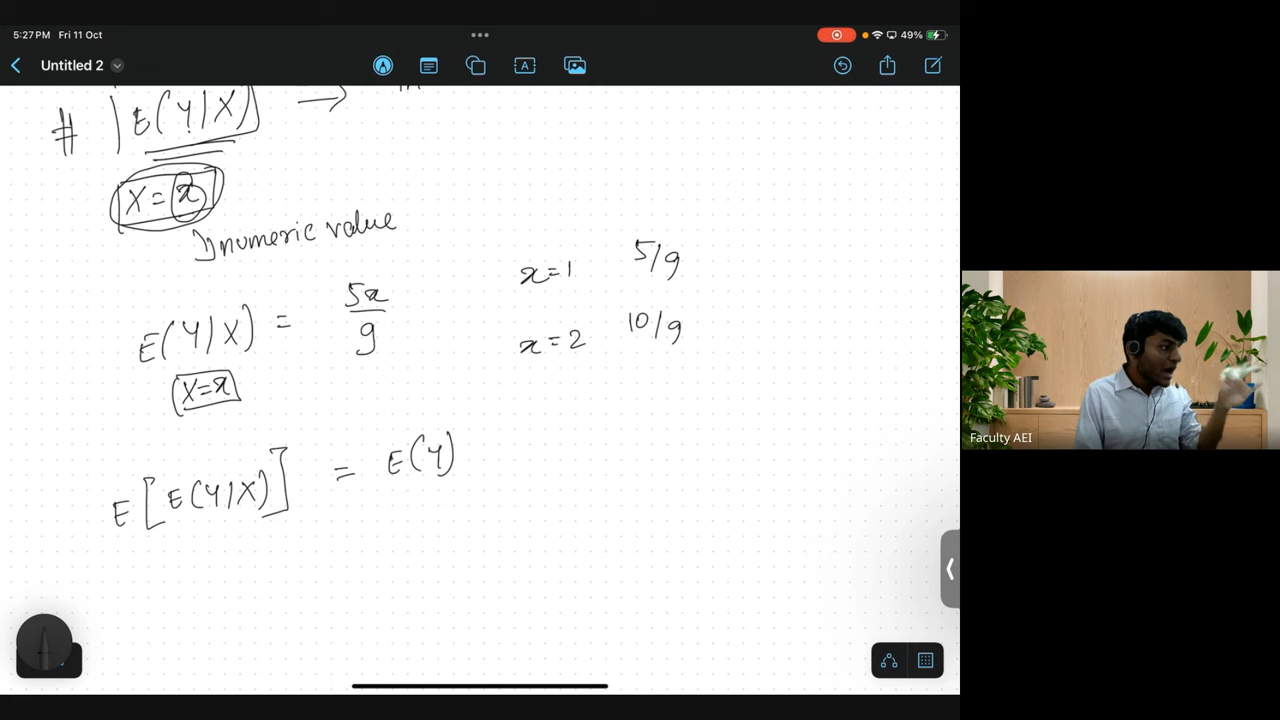 5:27 PM Fri 11 Oct
49%
Untitled 2
# E(Y|X) →
X = x
numeric value
E(Y|X) = 5x/9
X=x
x=1 5/9
x=2 10/9
E[E(Y|X)] = E(Y)
Faculty AEI